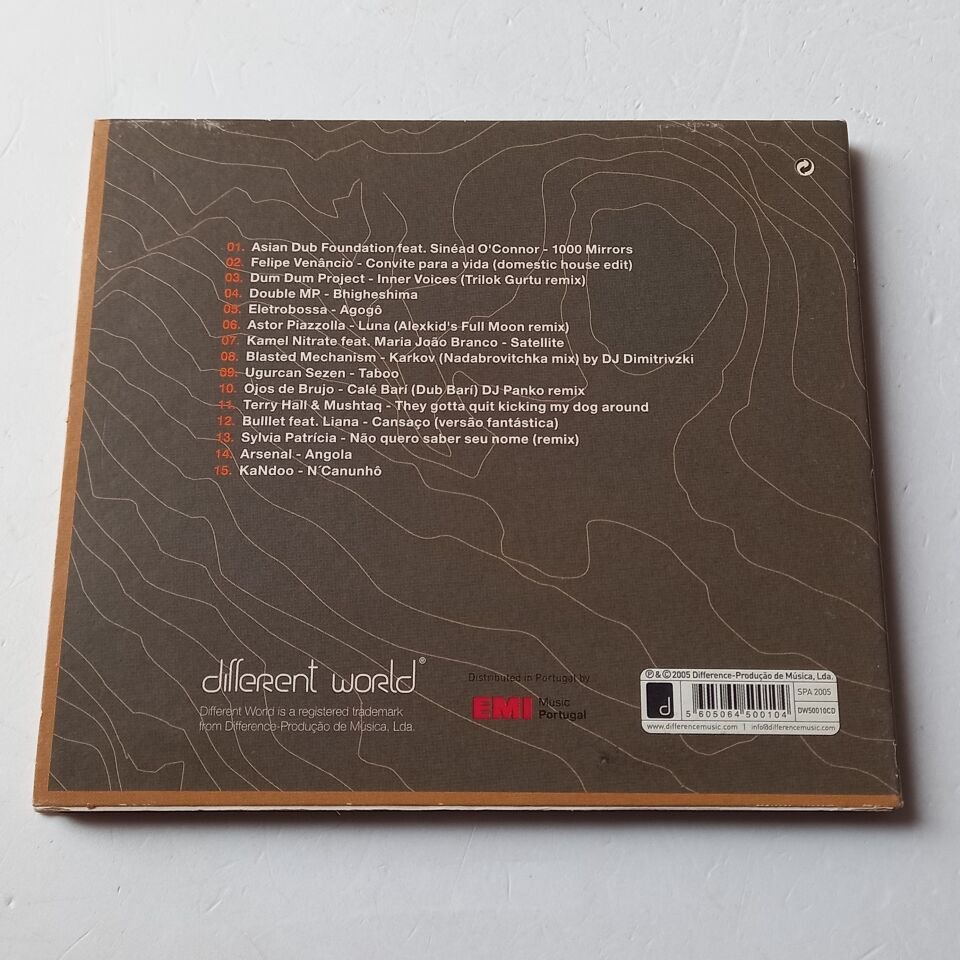 01. Asian Dub Foundation feat. Sinéad O'Connor - 1000 Mirrors
02. Felipe Venâncio - Convite para a vida (domestic house edit)
03. Dum Dum Project - Inner Voices (Trilok Gurtu remix)
04. Double MP - Bhigheshima
05. Eletrobossa - Agogô
06. Astor Piazzolla - Luna (Alexkid's Full Moon remix)
07. Kamel Nitrate feat. Maria João Branco - Satellite
08. Blasted Mechanism - Karkov (Nadabrovitchka mix) by DJ Dimitrivzki
09. Ugurcan Sezen - Taboo
10. Ojos de Brujo - Calé Barí (Dub Barí) DJ Panko remix
11. Terry Hall & Mushtaq - They gotta quit kicking my dog around
12. Bulllet feat. Liana - Cansaço (versão fantástica)
13. Sylvia Patrícia - Não quero saber seu nome (remix)
14. Arsenal - Angola
15. KaNdoo - N´Canunhô
different world®
Different World is a registered trademark
from Difference-Produção de Música, Lda.
Distributed in Portugal by
EMI Music
Portugal
℗ & © 2005 Difference-Produção de Música, Lda.
d
SPA 2005
DW50010CD
5 605064 500104
www.differencemusic.com | info@differencemusic.com